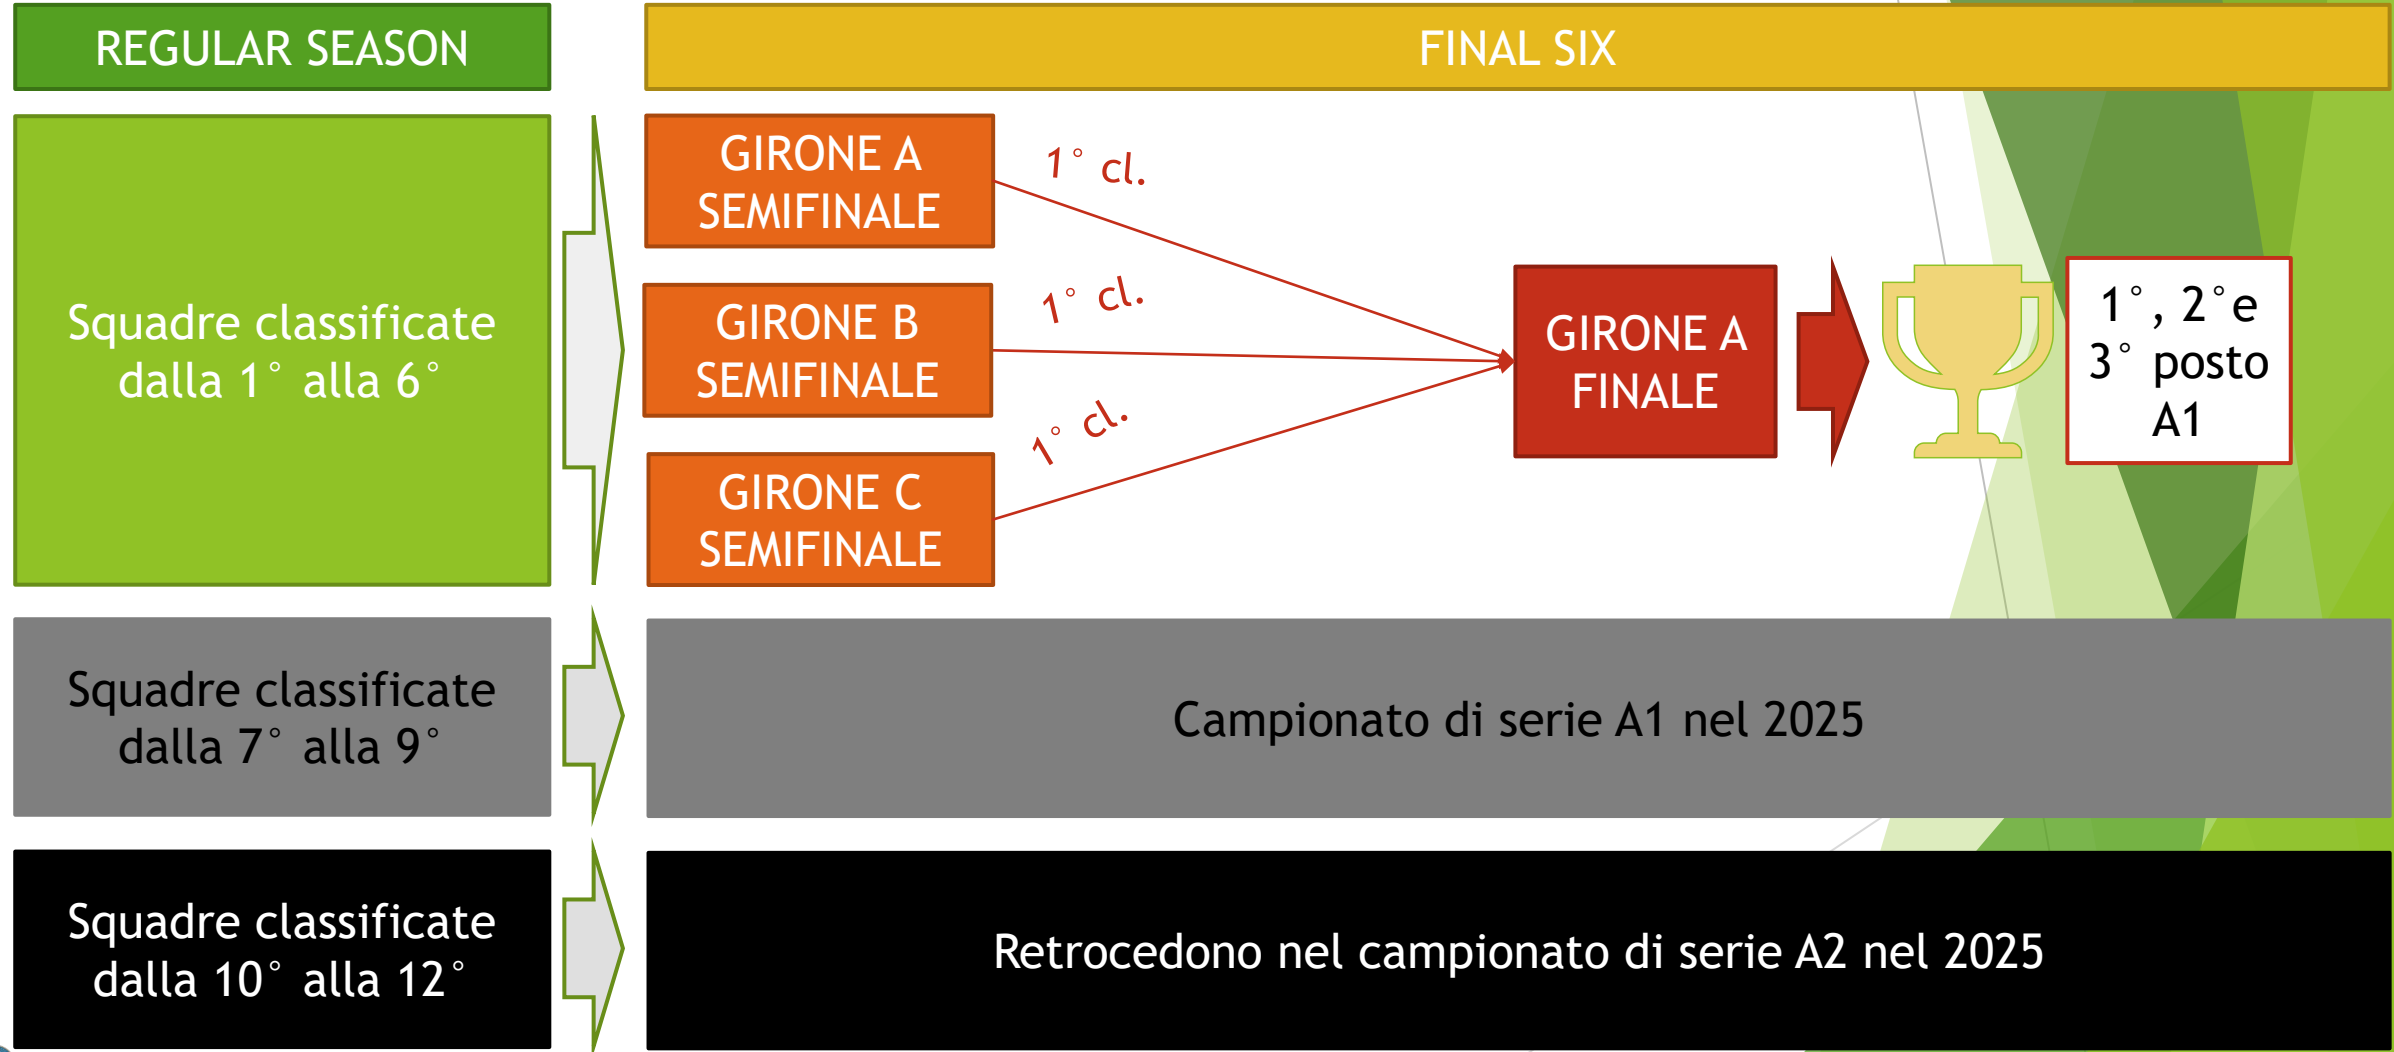 REGULAR SEASON
FINAL SIX
Squadre classificate
dalla 1° alla 6°
GIRONE A
SEMIFINALE
1° cl.
GIRONE B
SEMIFINALE
1° cl.
GIRONE C
SEMIFINALE
1° cl.
GIRONE A
FINALE
1°, 2°e
3° posto
A1
Squadre classificate
dalla 7° alla 9°
Campionato di serie A1 nel 2025
Squadre classificate
dalla 10° alla 12°
Retrocedono nel campionato di serie A2 nel 2025